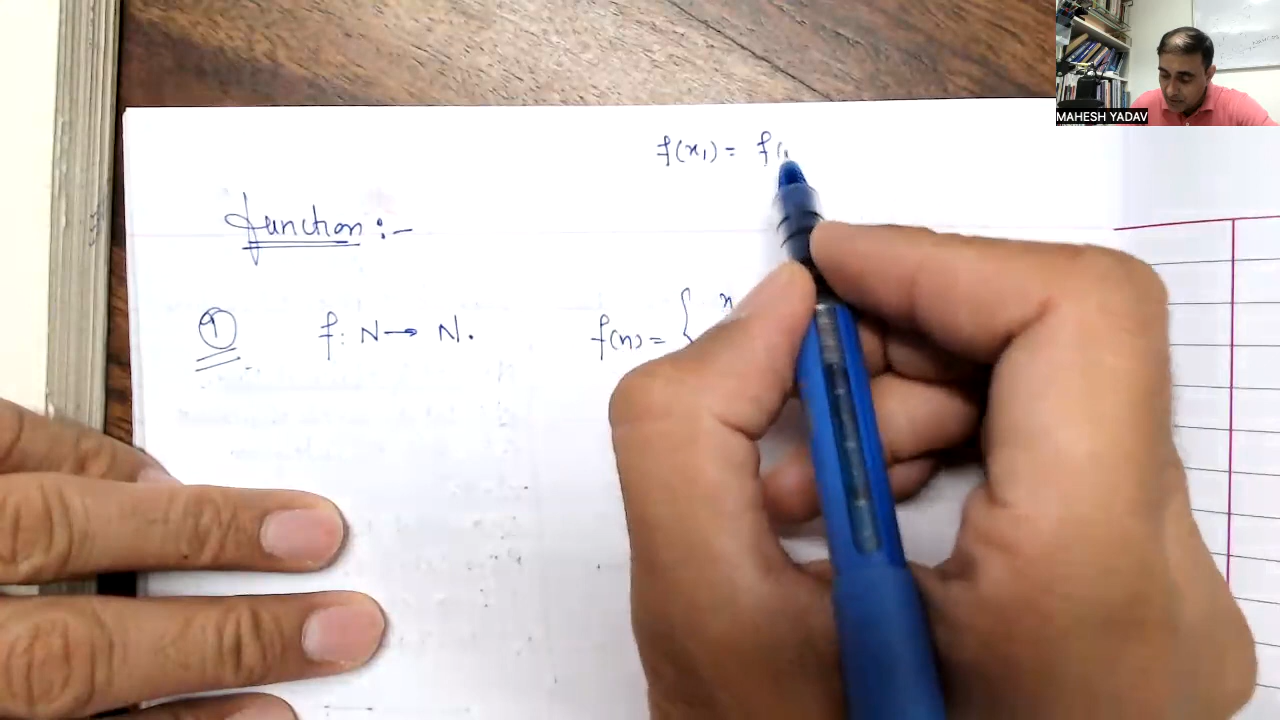 MAHESH YADAV
f(x₁) = f(
function :-
① f: N → N. f(n) = { n